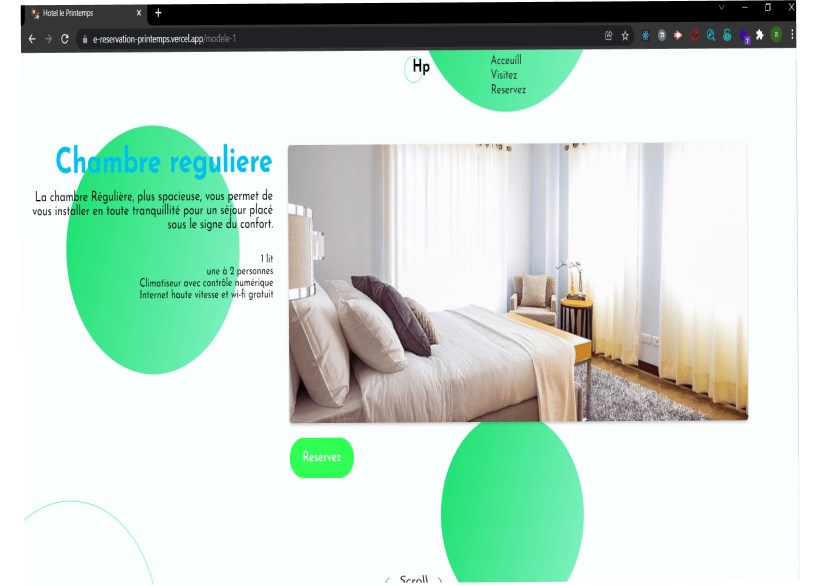 Hotel le Printemps
e-reservation-printemps.vercel.app/modele-1
Hp
Acceuill
Visitez
Reservez
Chambre reguliere
La chambre Régulière, plus spacieuse, vous permet de
vous installer en toute tranquillité pour un séjour placé
sous le signe du confort.
1 lit
une à 2 personnes
Climatiseur avec contrôle numérique
Internet haute vitesse et wi-fi gratuit
Reservez
Scroll